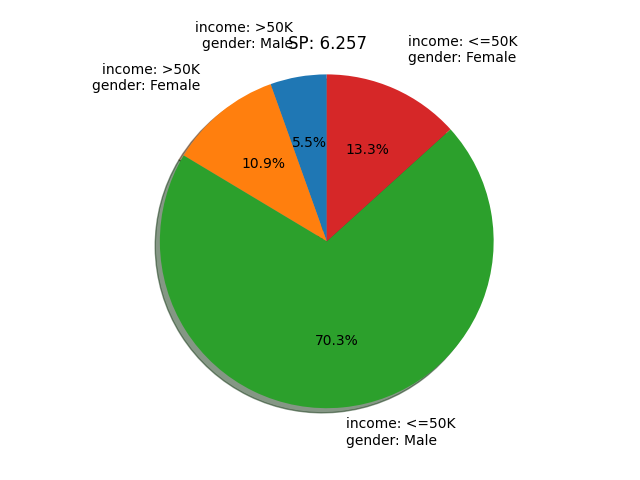 income: >50K
gender: Male
SP: 6.257
income: <=50K
gender: Female
income: >50K
gender: Female
5.5%
13.3%
10.9%
70.3%
income: <=50K
gender: Male